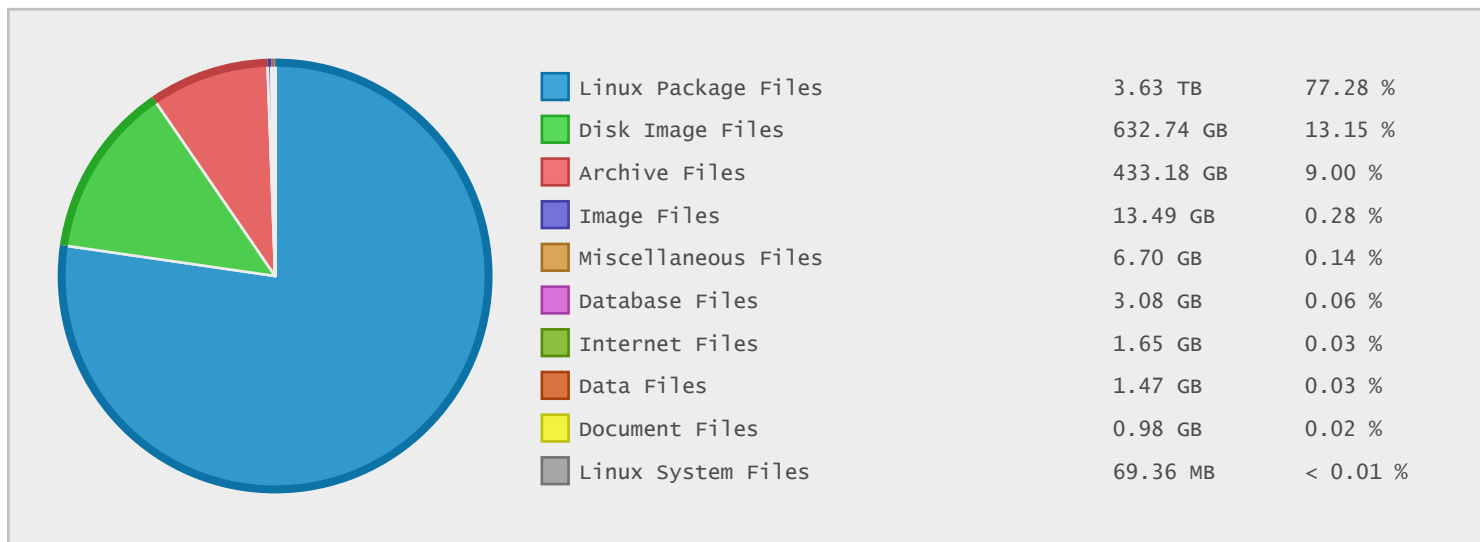 Linux Package Files 3.63 TB 77.28 %
Disk Image Files 632.74 GB 13.15 %
Archive Files 433.18 GB 9.00 %
Image Files 13.49 GB 0.28 %
Miscellaneous Files 6.70 GB 0.14 %
Database Files 3.08 GB 0.06 %
Internet Files 1.65 GB 0.03 %
Data Files 1.47 GB 0.03 %
Document Files 0.98 GB 0.02 %
Linux System Files 69.36 MB < 0.01 %